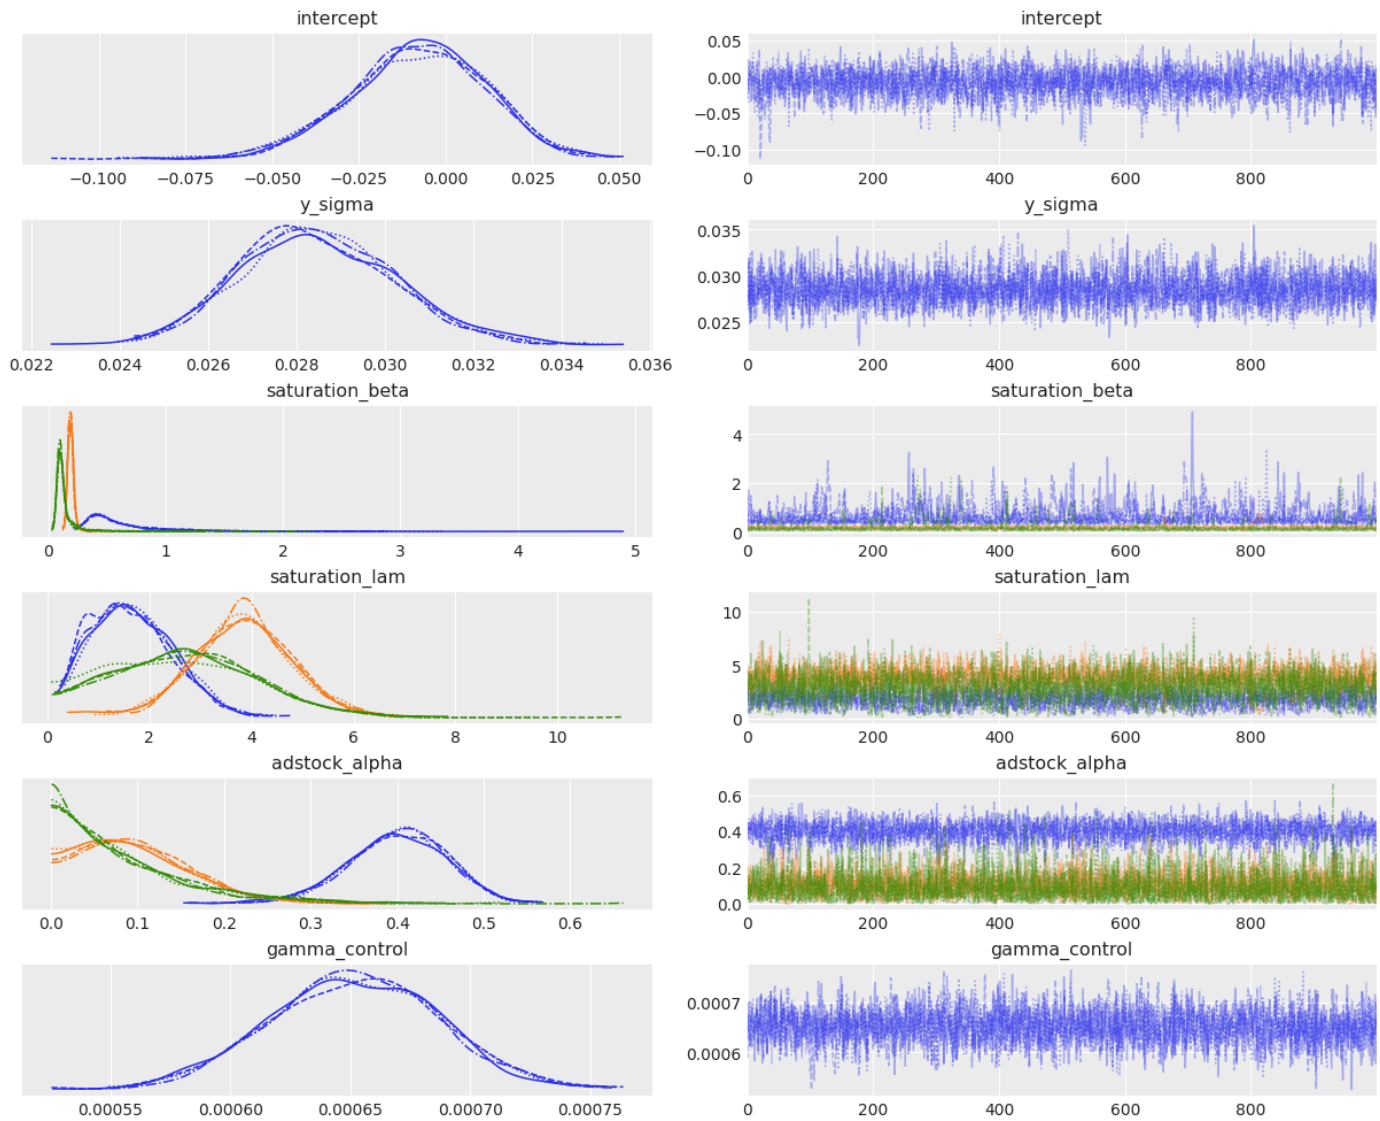 intercept intercept
0.05
0.00
−0.05
−0.10
−0.100 −0.075 −0.050 −0.025 0.000 0.025 0.050 0 200 400 600 800
y_sigma y_sigma
0.035
0.030
0.025
0.022 0.024 0.026 0.028 0.030 0.032 0.034 0.036 0 200 400 600 800
saturation_beta saturation_beta
4
2
0
0 1 2 3 4 5 0 200 400 600 800
saturation_lam saturation_lam
10
5
0
0 2 4 6 8 10 0 200 400 600 800
adstock_alpha adstock_alpha
0.6
0.4
0.2
0.0
0.0 0.1 0.2 0.3 0.4 0.5 0.6 0 200 400 600 800
gamma_control gamma_control
0.0007
0.0006
0.00055 0.00060 0.00065 0.00070 0.00075 0 200 400 600 800